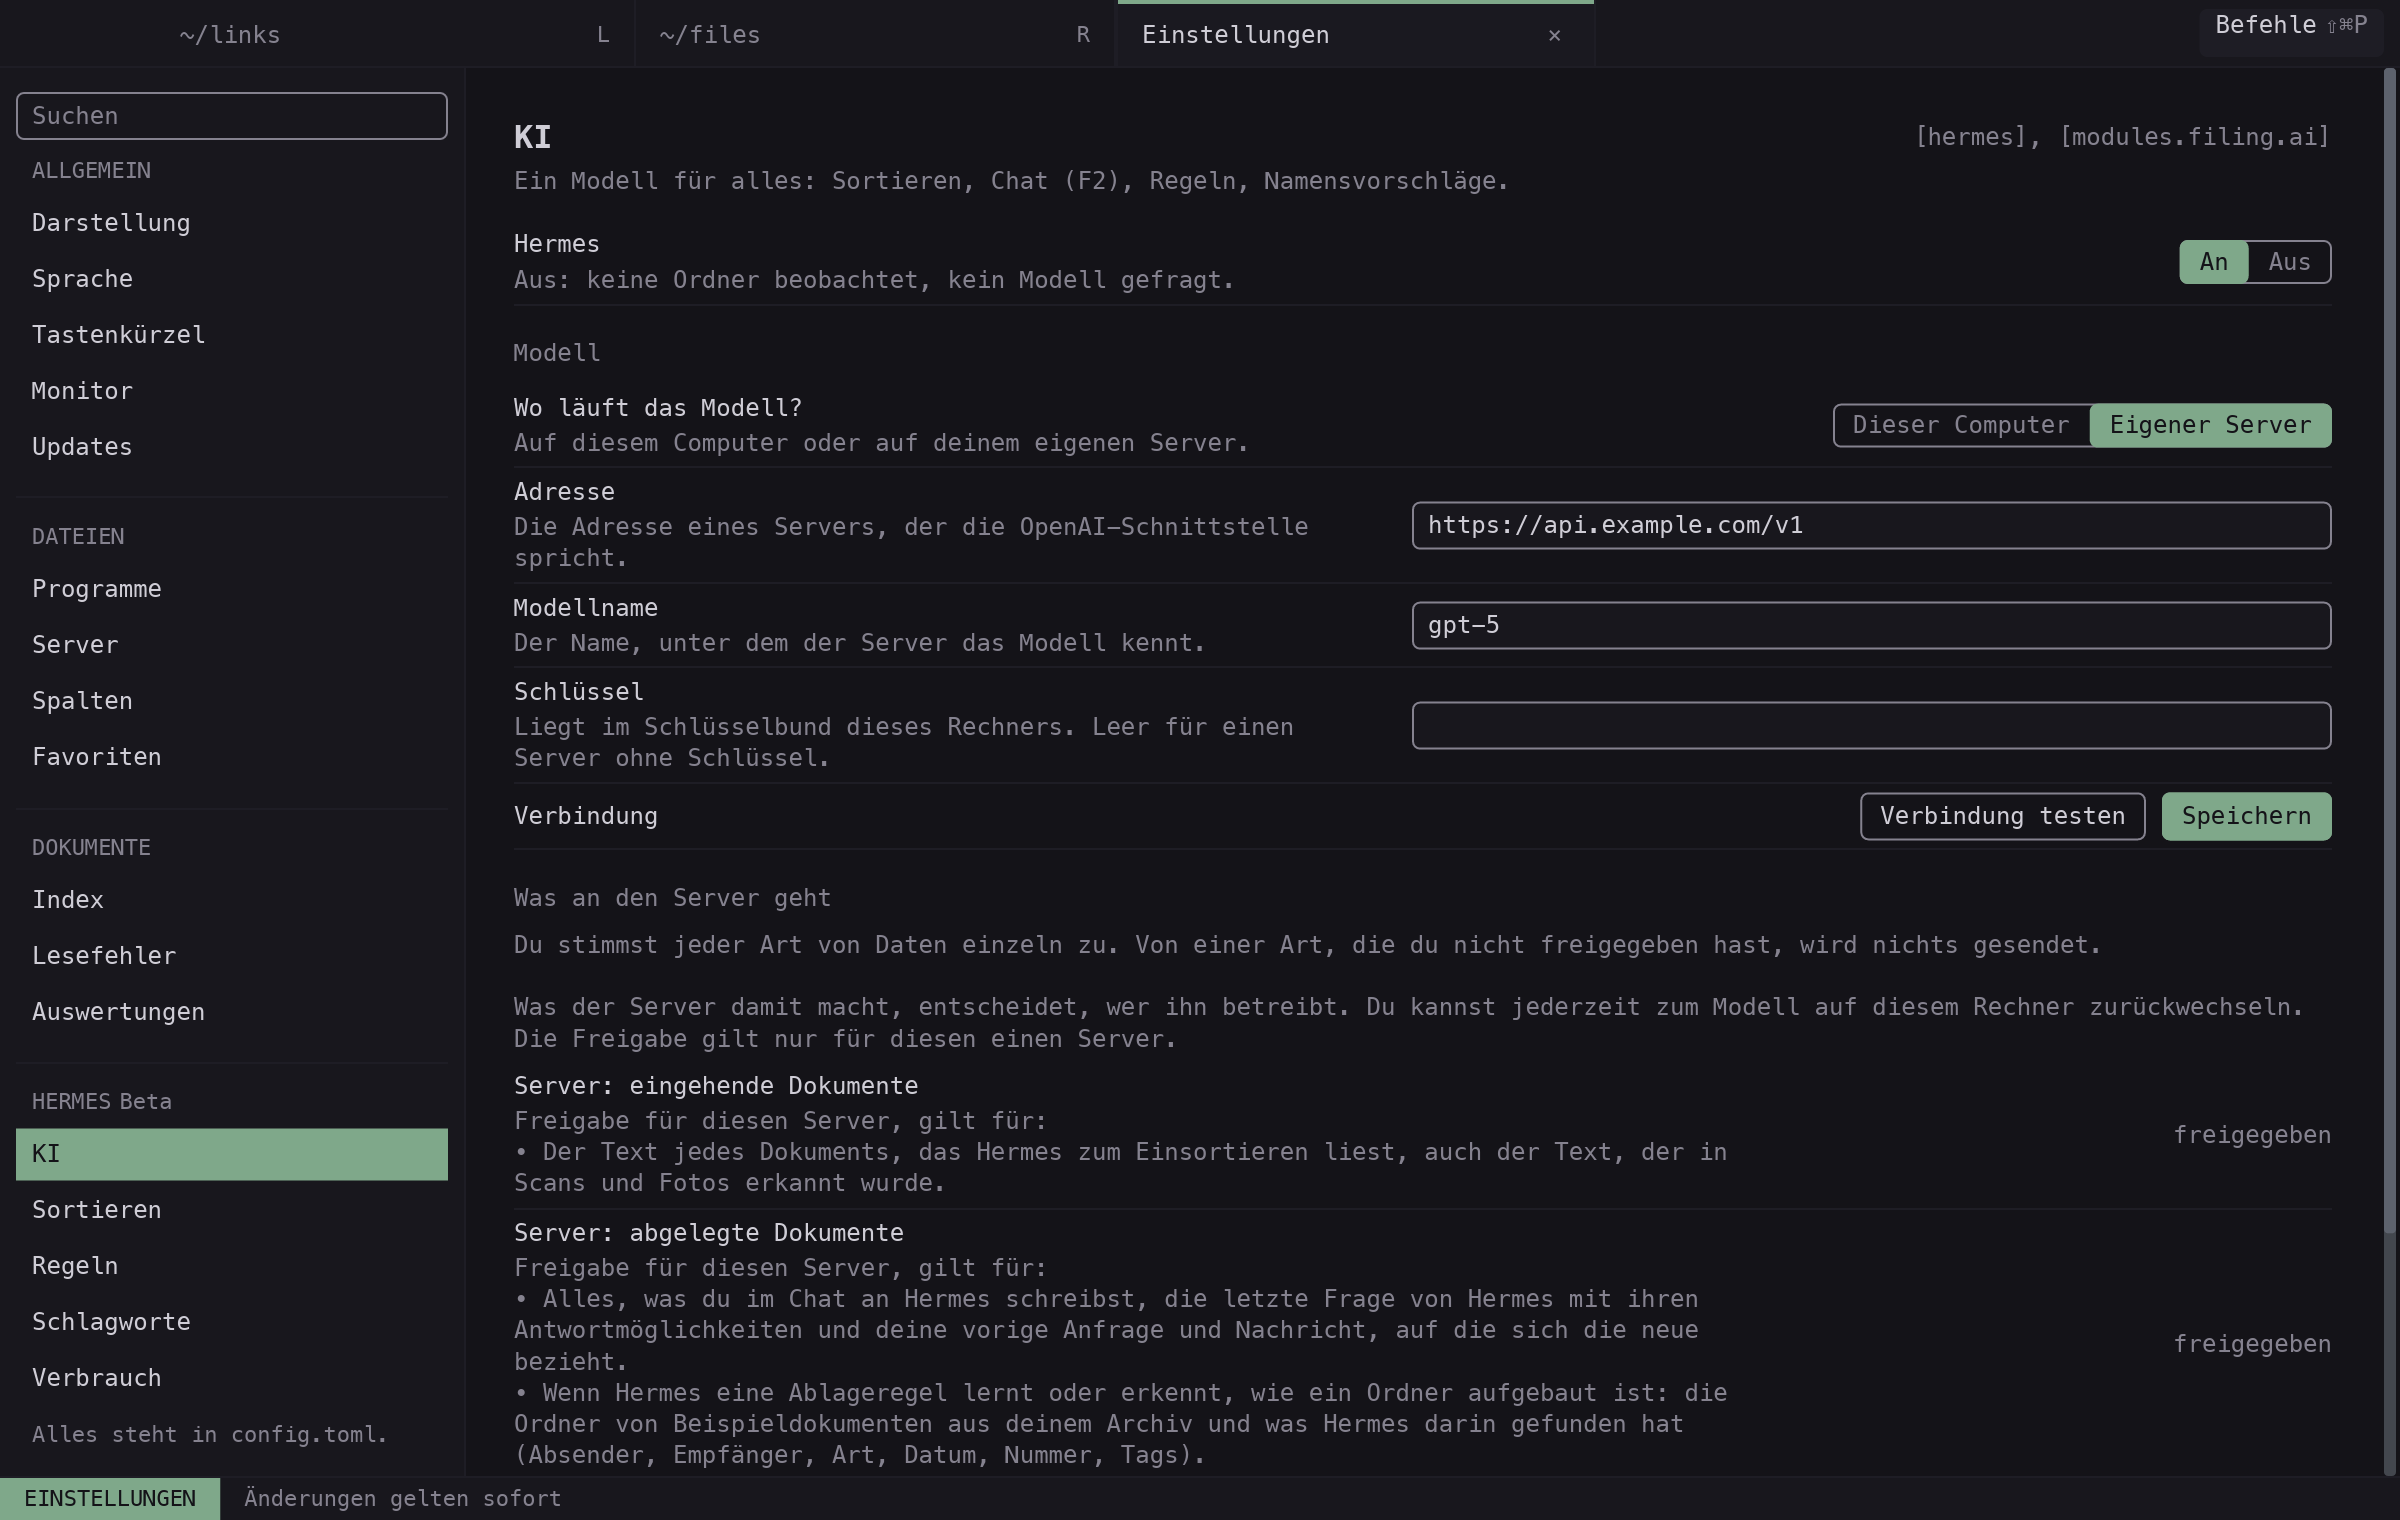 ~/links L ~/files R Einstellungen × Befehle ⇧⌘P
Suchen
ALLGEMEIN
Darstellung
Sprache
Tastenkürzel
Monitor
Updates
DATEIEN
Programme
Server
Spalten
Favoriten
DOKUMENTE
Index
Lesefehler
Auswertungen
HERMES Beta
KI
Sortieren
Regeln
Schlagworte
Verbrauch
Alles steht in config.toml.
KI [hermes], [modules.filing.ai]
Ein Modell für alles: Sortieren, Chat (F2), Regeln, Namensvorschläge.
Hermes
Aus: keine Ordner beobachtet, kein Modell gefragt.
An Aus
Modell
Wo läuft das Modell?
Auf diesem Computer oder auf deinem eigenen Server.
Dieser Computer Eigener Server
Adresse
Die Adresse eines Servers, der die OpenAI-Schnittstelle
spricht.
https://api.example.com/v1
Modellname
Der Name, unter dem der Server das Modell kennt.
gpt-5
Schlüssel
Liegt im Schlüsselbund dieses Rechners. Leer für einen
Server ohne Schlüssel.
Verbindung Verbindung testen Speichern
Was an den Server geht
Du stimmst jeder Art von Daten einzeln zu. Von einer Art, die du nicht freigegeben hast, wird nichts gesendet.
Was der Server damit macht, entscheidet, wer ihn betreibt. Du kannst jederzeit zum Modell auf diesem Rechner zurückwechseln.
Die Freigabe gilt nur für diesen einen Server.
Server: eingehende Dokumente
Freigabe für diesen Server, gilt für:
• Der Text jedes Dokuments, das Hermes zum Einsortieren liest, auch der Text, der in
Scans und Fotos erkannt wurde.
freigegeben
Server: abgelegte Dokumente
Freigabe für diesen Server, gilt für:
• Alles, was du im Chat an Hermes schreibst, die letzte Frage von Hermes mit ihren
Antwortmöglichkeiten und deine vorige Anfrage und Nachricht, auf die sich die neue
bezieht.
• Wenn Hermes eine Ablageregel lernt oder erkennt, wie ein Ordner aufgebaut ist: die
Ordner von Beispieldokumenten aus deinem Archiv und was Hermes darin gefunden hat
(Absender, Empfänger, Art, Datum, Nummer, Tags).
freigegeben
EINSTELLUNGEN Änderungen gelten sofort